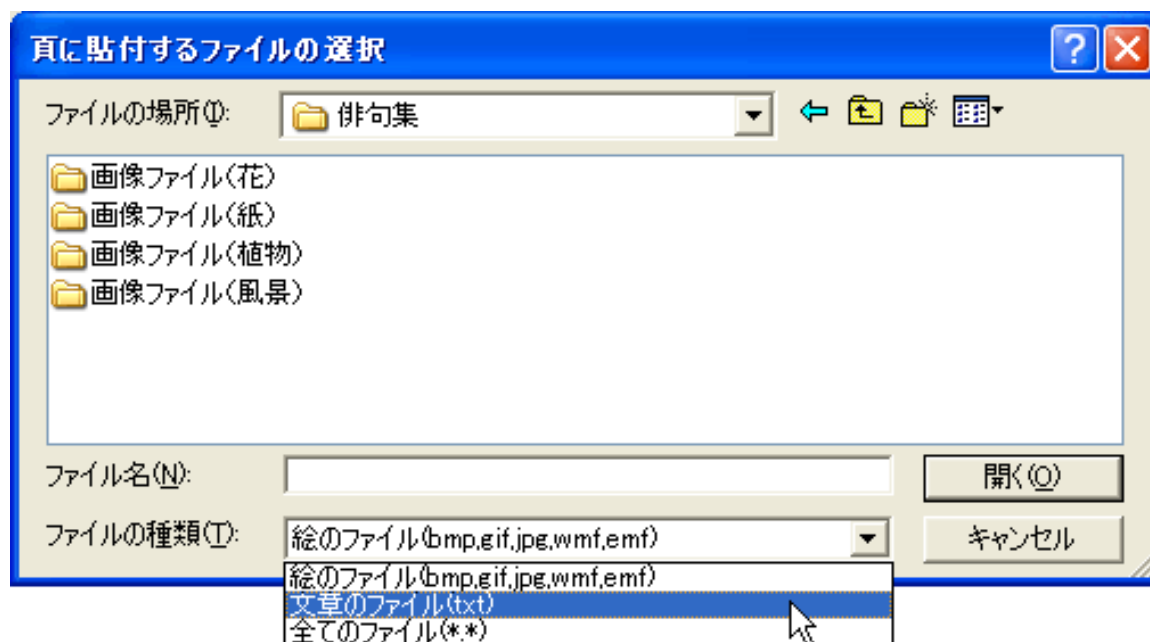 頁に貼付するファイルの選択
ファイルの場所(I):
俳句集
画像ファイル(花)
画像ファイル(紙)
画像ファイル(植物)
画像ファイル(風景)
ファイル名(N):
開く(O)
ファイルの種類(T):
絵のファイル(bmp,gif,jpg,wmf,emf)
キャンセル
絵のファイル(bmp,gif,jpg,wmf,emf)
文章のファイル(txt)
全てのファイル(*.*)